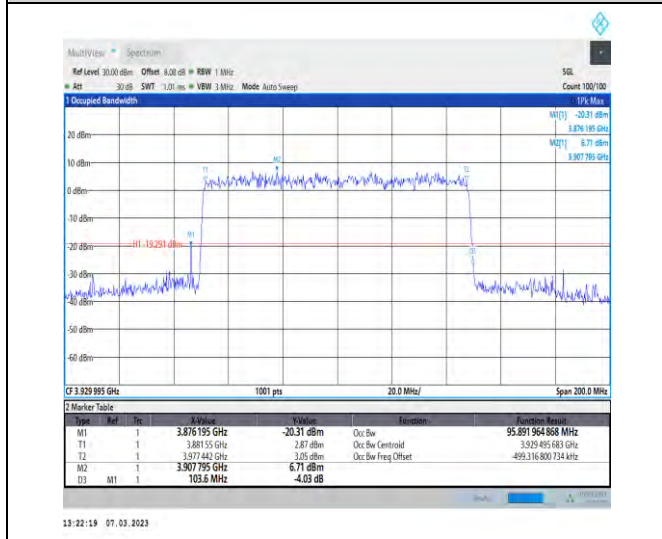 MultiView Spectrum
Ref Level 30.00 dBm Offset 8.08 dB RBW 1 MHz SGL
Att 30 dB SWT 1.01 ms VBW 3 MHz Mode Auto Sweep Count 100/100
1 Occupied Bandwidth 1Pk Max
M1[1] -20.31 dBm
3.876 195 GHz
M2[1] 6.71 dBm
3.907 795 GHz
20 dBm
10 dBm
M2
T1 T2
0 dBm
-10 dBm
M1
-20 dBm H1 -19.291 dBm
D3
-30 dBm
-40 dBm
-50 dBm
-60 dBm
CF 3.929 995 GHz 1001 pts 20.0 MHz/ Span 200.0 MHz
2 Marker Table
Type Ref Trc X-Value Y-Value Function Function Result
M1 1 3.876 195 GHz -20.31 dBm Occ Bw 95.891 964 868 MHz
T1 1 3.881 55 GHz 2.87 dBm Occ Bw Centroid 3.929 495 683 GHz
T2 1 3.977 442 GHz 3.05 dBm Occ Bw Freq Offset -499.316 800 734 kHz
M2 1 3.907 795 GHz 6.71 dBm
D3 M1 1 103.6 MHz -4.03 dB
13:22:19 07.03.2023